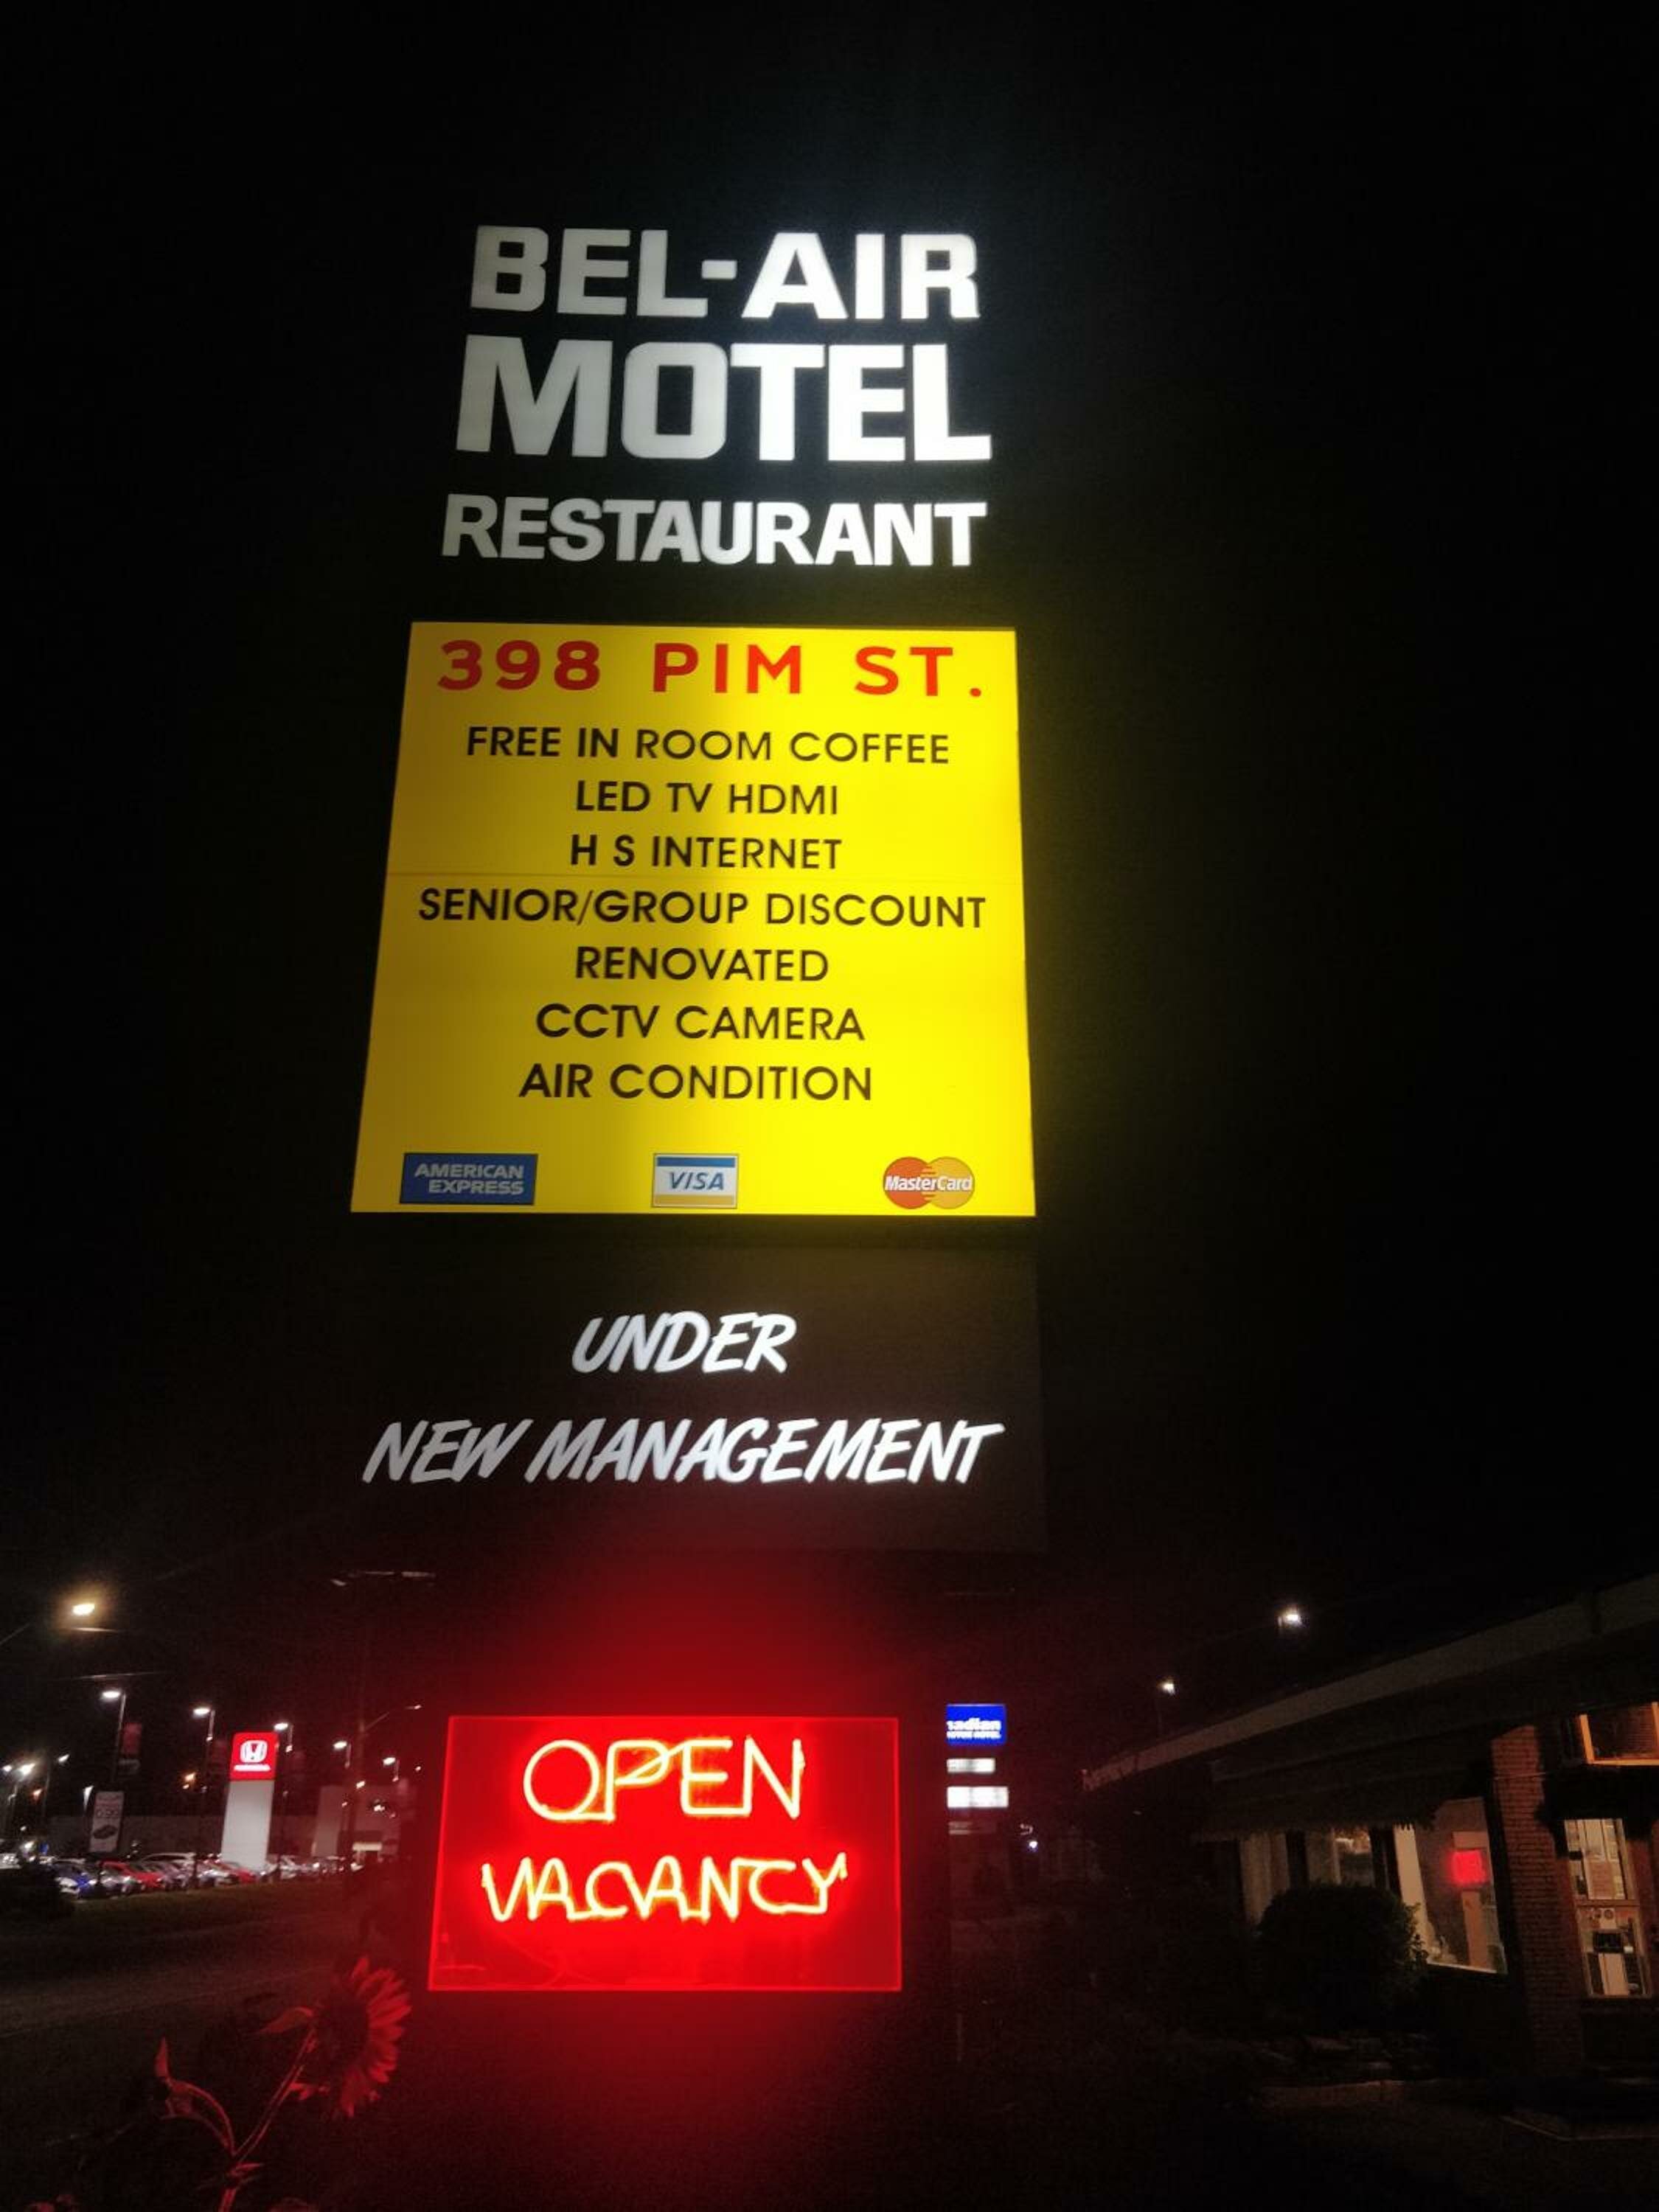 BEL-AIR
MOTEL
RESTAURANT
398 PIM ST.
FREE IN ROOM COFFEE
LED TV HDMI
H S INTERNET
SENIOR/GROUP DISCOUNT
RENOVATED
CCTV CAMERA
AIR CONDITION
AMERICAN
EXPRESS
VISA
MasterCard
UNDER
NEW MANAGEMENT
OPEN
VACANCY